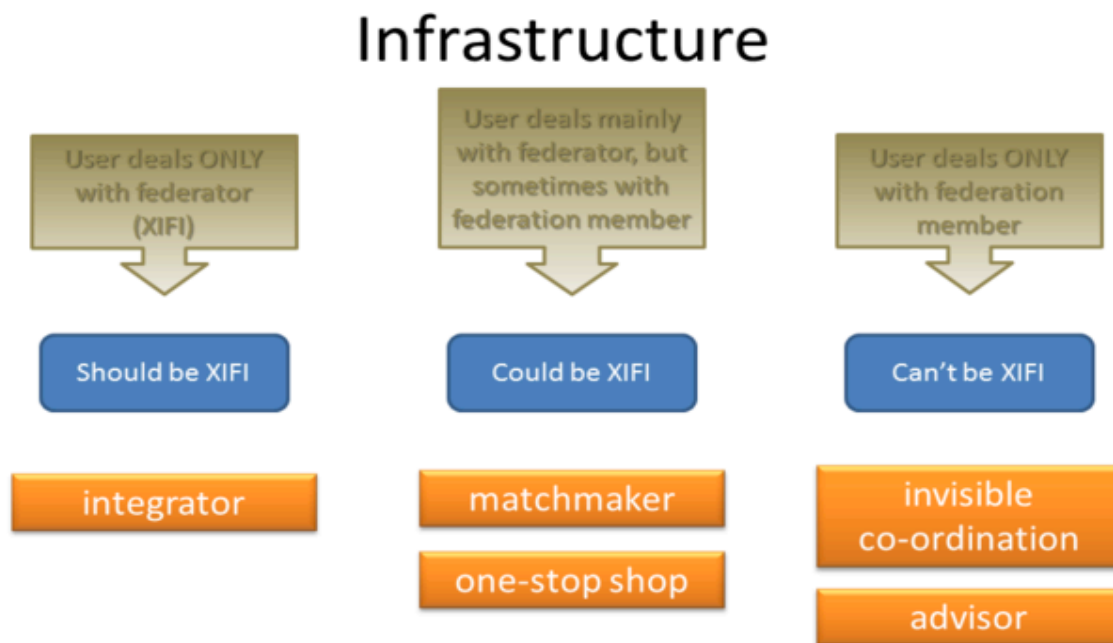 Infrastructure
User deals ONLY
with federator
(XIFI)
User deals mainly
with federator, but
sometimes with
federation member
User deals ONLY
with federation
member
Should be XIFI
Could be XIFI
Can't be XIFI
integrator
matchmaker
one-stop shop
invisible
co-ordination
advisor